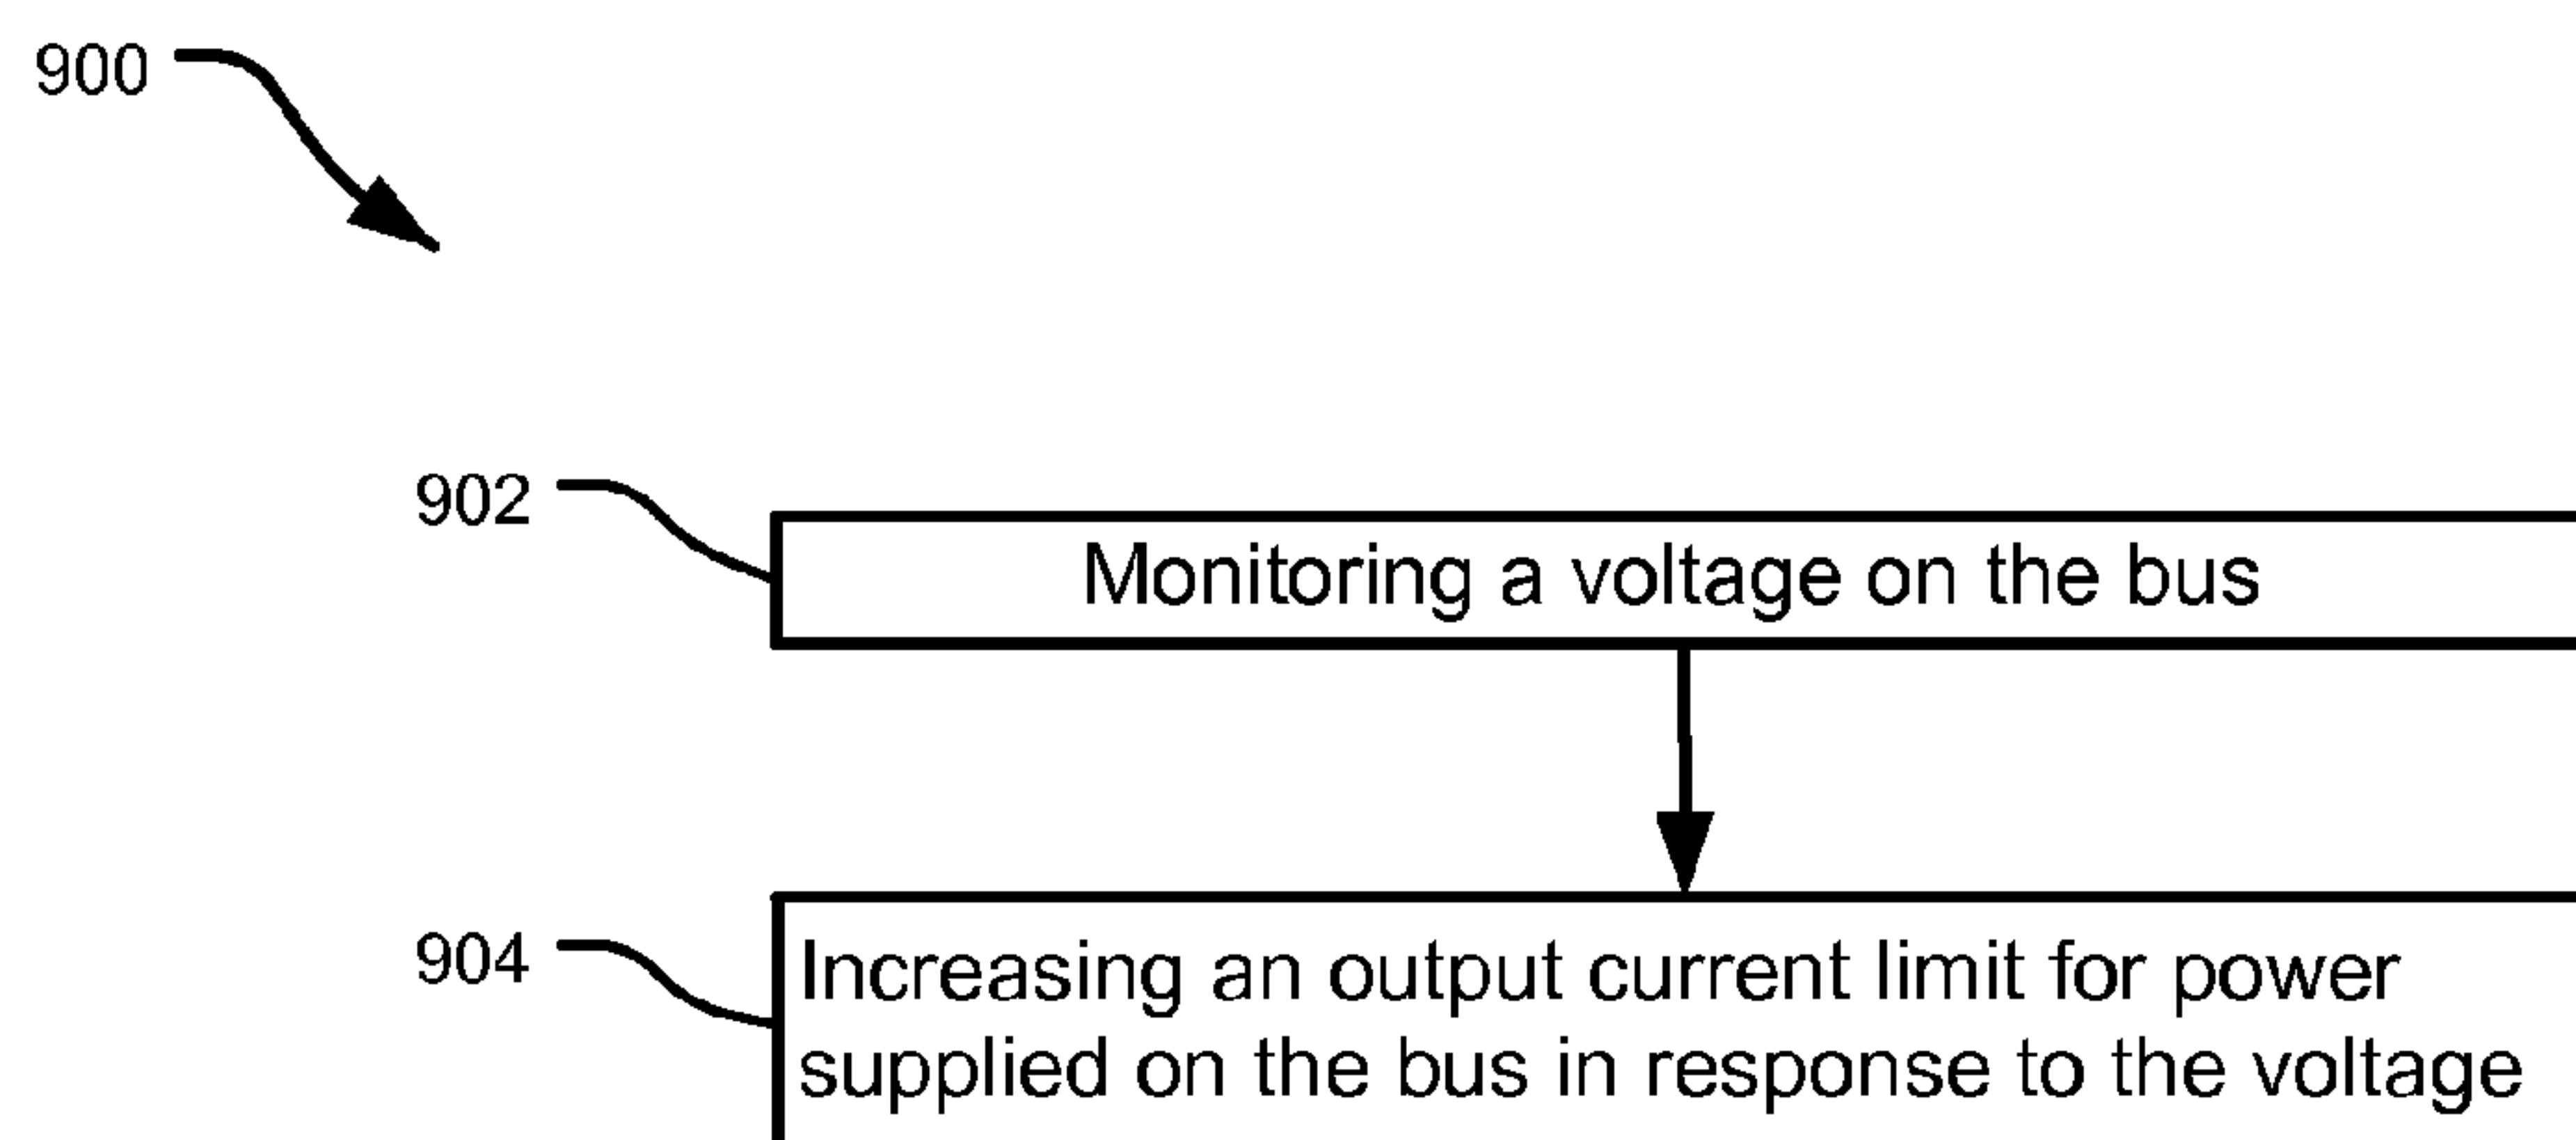 900
902
Monitoring a voltage on the bus
904
Increasing an output current limit for power
supplied on the bus in response to the voltage